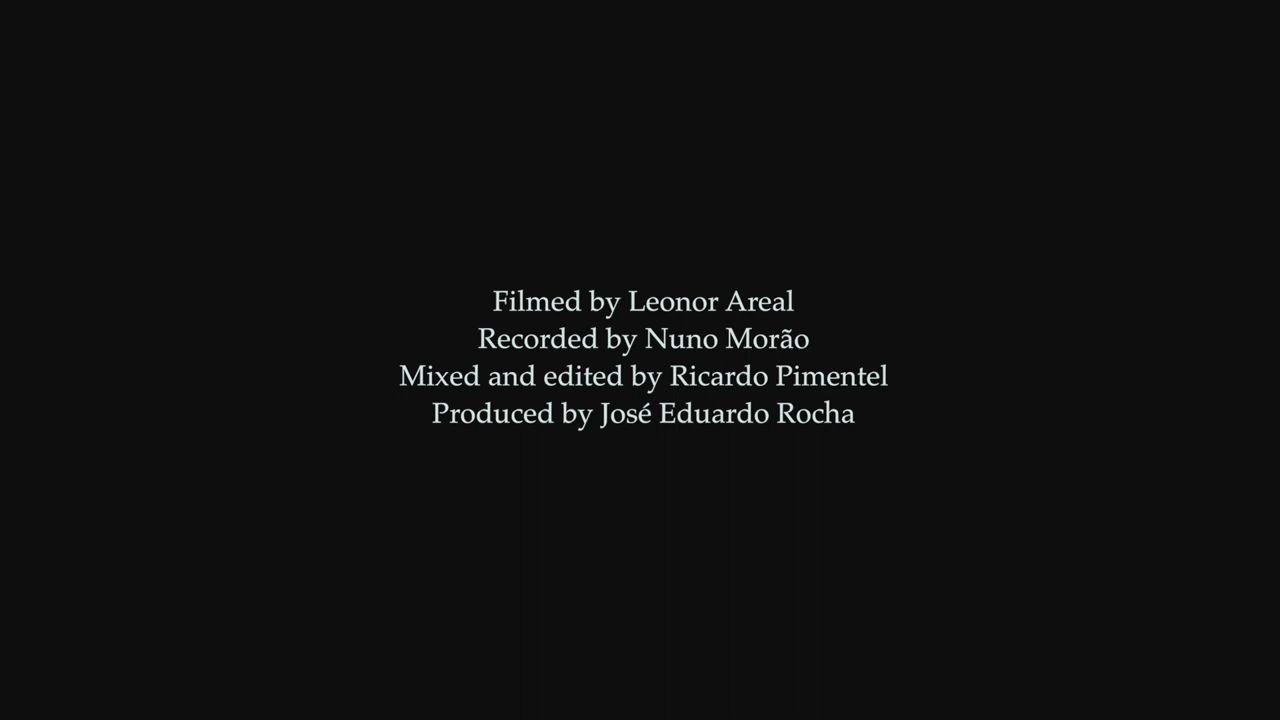 Filmed by Leonor Areal
Recorded by Nuno Morão
Mixed and edited by Ricardo Pimentel
Produced by José Eduardo Rocha